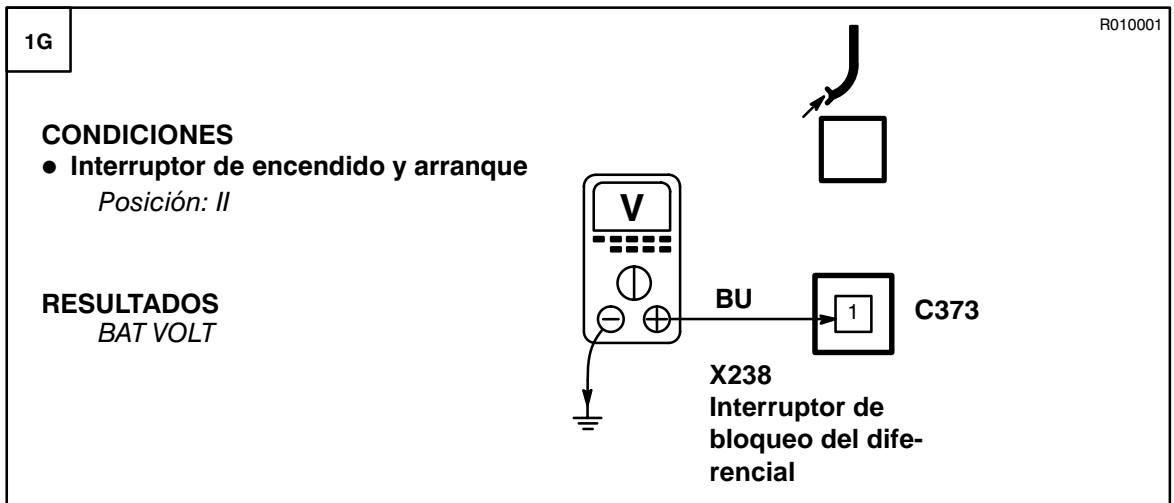 1G
R010001
CONDICIONES
● Interruptor de encendido y arranque
Posición: II
RESULTADOS
BAT VOLT
V
BU
1
C373
X238
Interruptor de
bloqueo del dife-
rencial